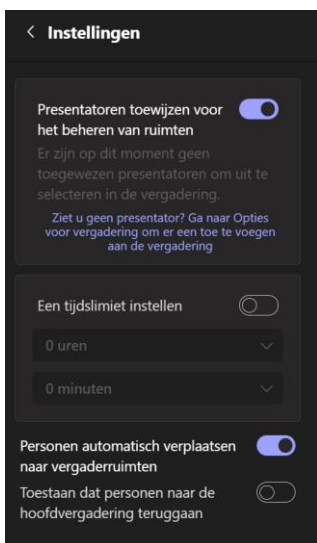 Instellingen
Presentatoren toewijzen voor
het beheren van ruimten
Er zijn op dit moment geen
toegewezen presentatoren om uit te
selecteren in de vergadering.
Ziet u geen presentator? Ga naar Opties
voor vergadering om er een toe te voegen
aan de vergadering
Een tijdslimiet instellen
0 uren
0 minuten
Personen automatisch verplaatsen
naar vergaderruimten
Toestaan dat personen naar de
hoofdvergadering teruggaan